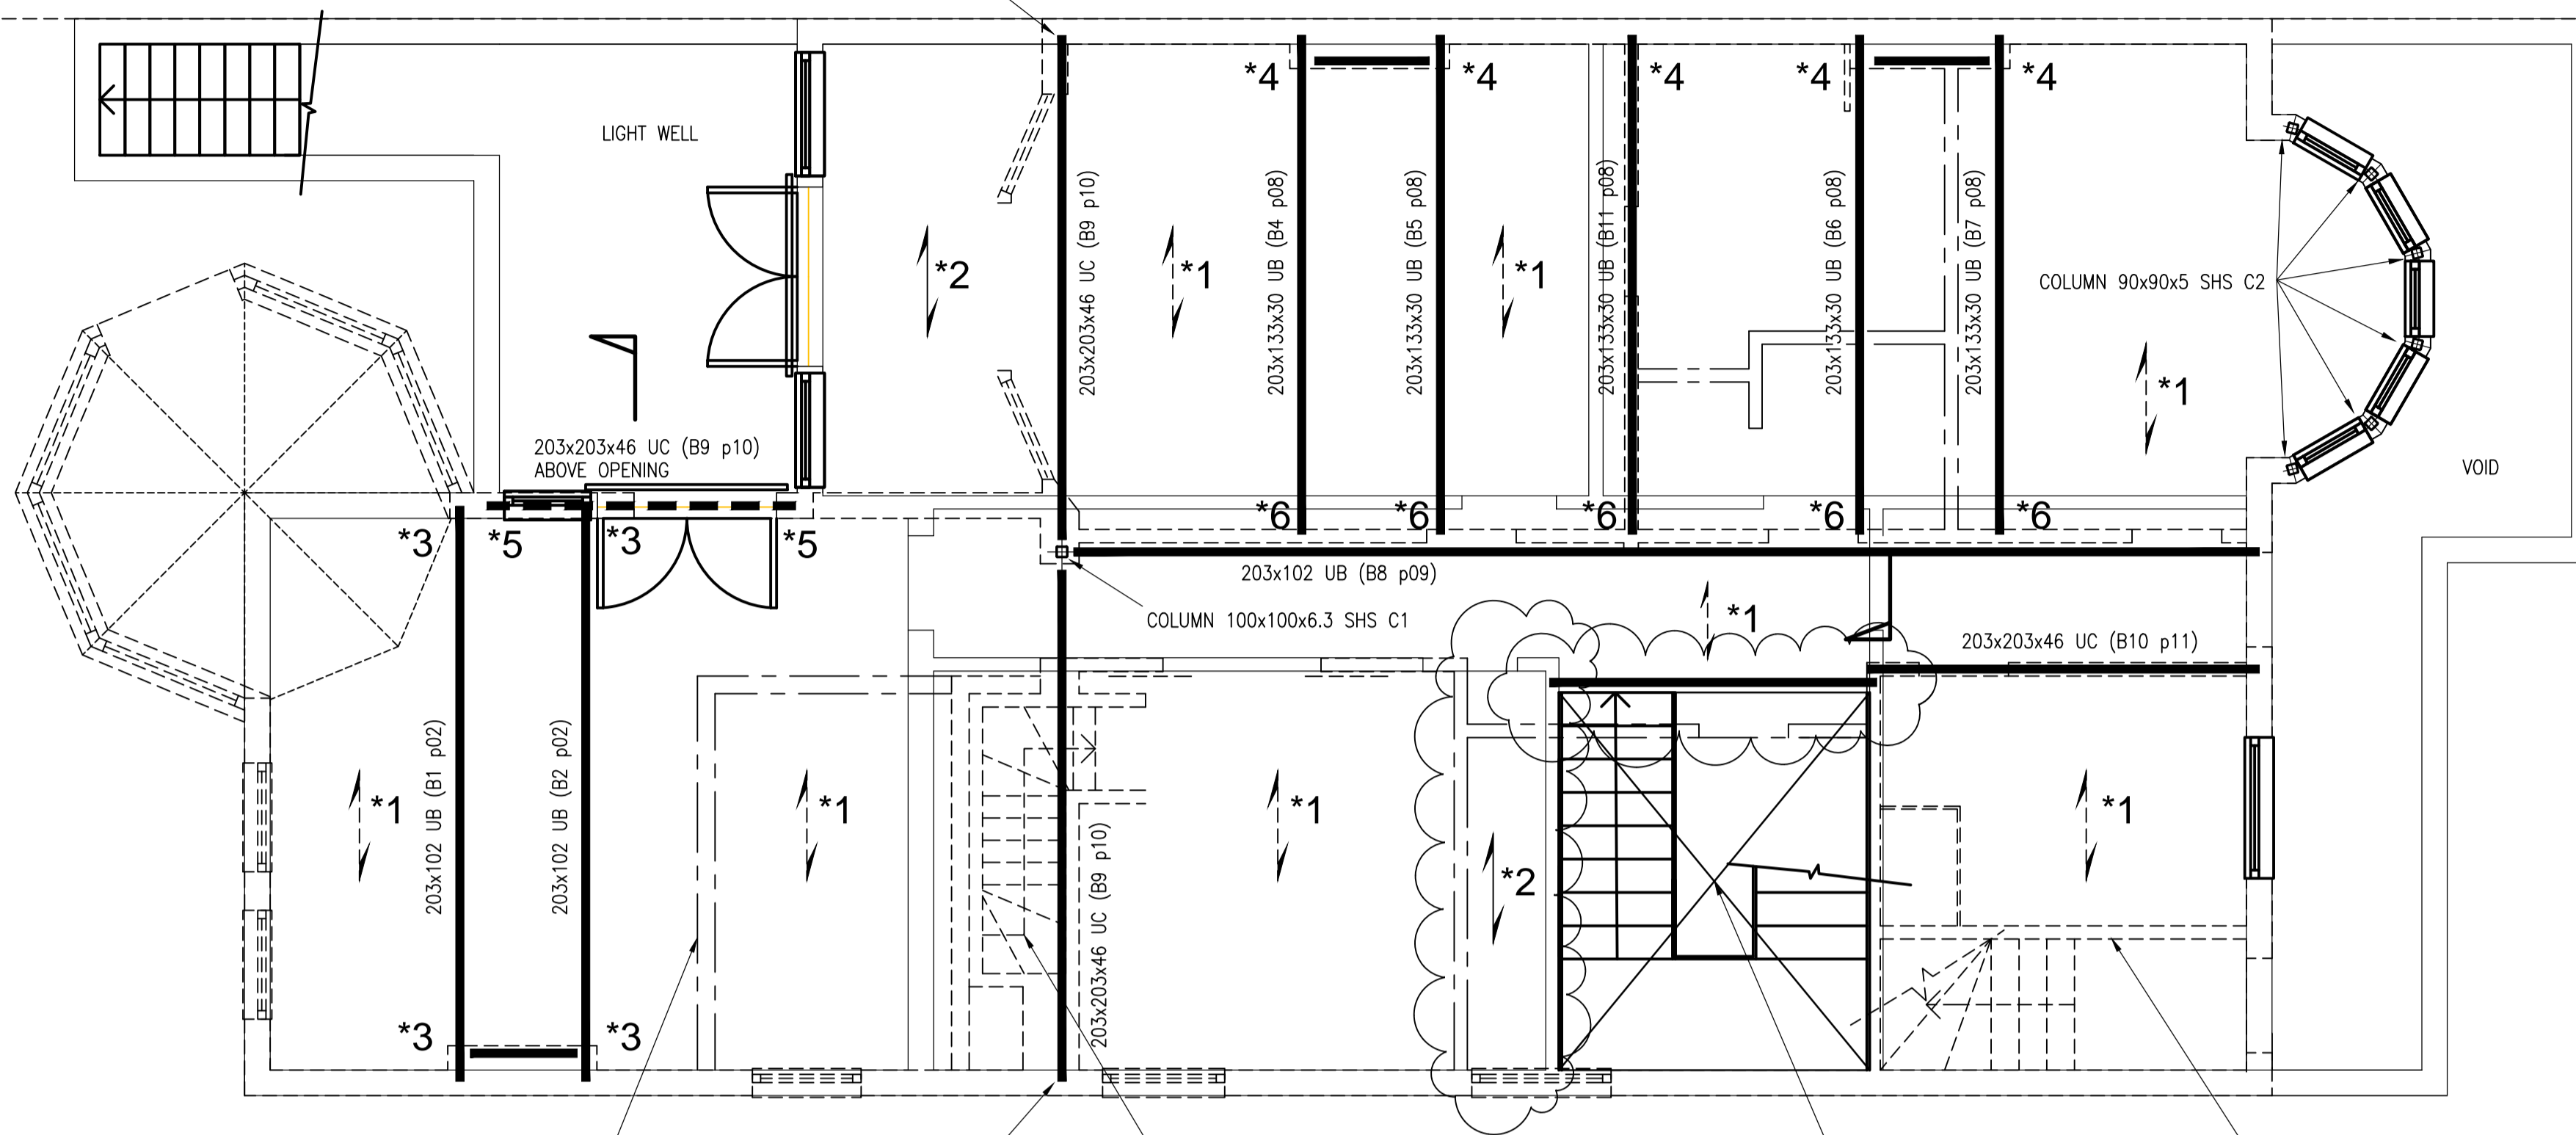 *4
*4
*4
*4
*4
LIGHT WELL
203x203x46 UC (B9 p10)
203x133x30 UB (B4 p08)
203x133x30 UB (B5 p08)
203x133x30 UB (B11 p08)
203x133x30 UB (B6 p08)
203x133x30 UB (B7 p08)
*2
*1
*1
COLUMN 90x90x5 SHS C2
*1
203x203x46 UC (B9 p10)
ABOVE OPENING
VOID
*3
*5
*3
*5
*6
*6
*6
*6
*6
203x102 UB (B8 p09)
COLUMN 100x100x6.3 SHS C1
*1
203x203x46 UC (B10 p11)
203x102 UB (B1 p02)
203x102 UB (B2 p02)
*1
*1
*1
*1
203x203x46 UC (B9 p10)
*2
*3
*3